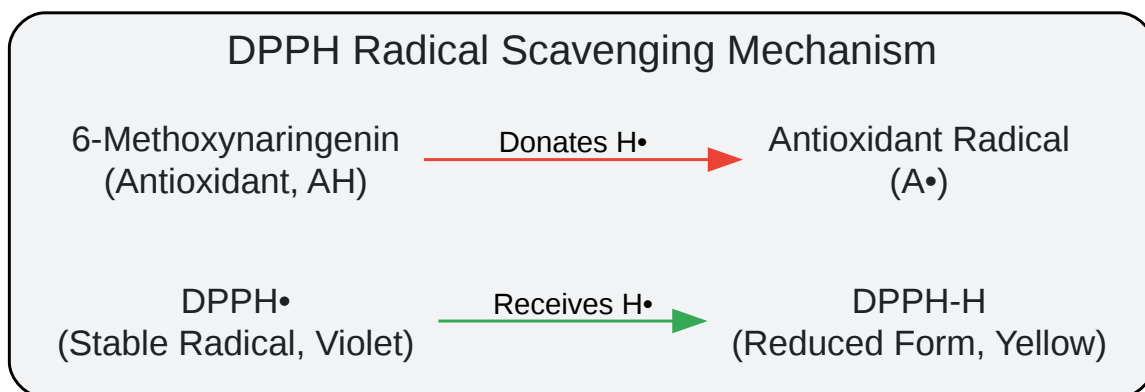 DPPH Radical Scavenging Mechanism
6-Methoxynaringenin
(Antioxidant, AH)
Donates H•
Antioxidant Radical
(A•)
DPPH•
(Stable Radical, Violet)
Receives H•
DPPH-H
(Reduced Form, Yellow)